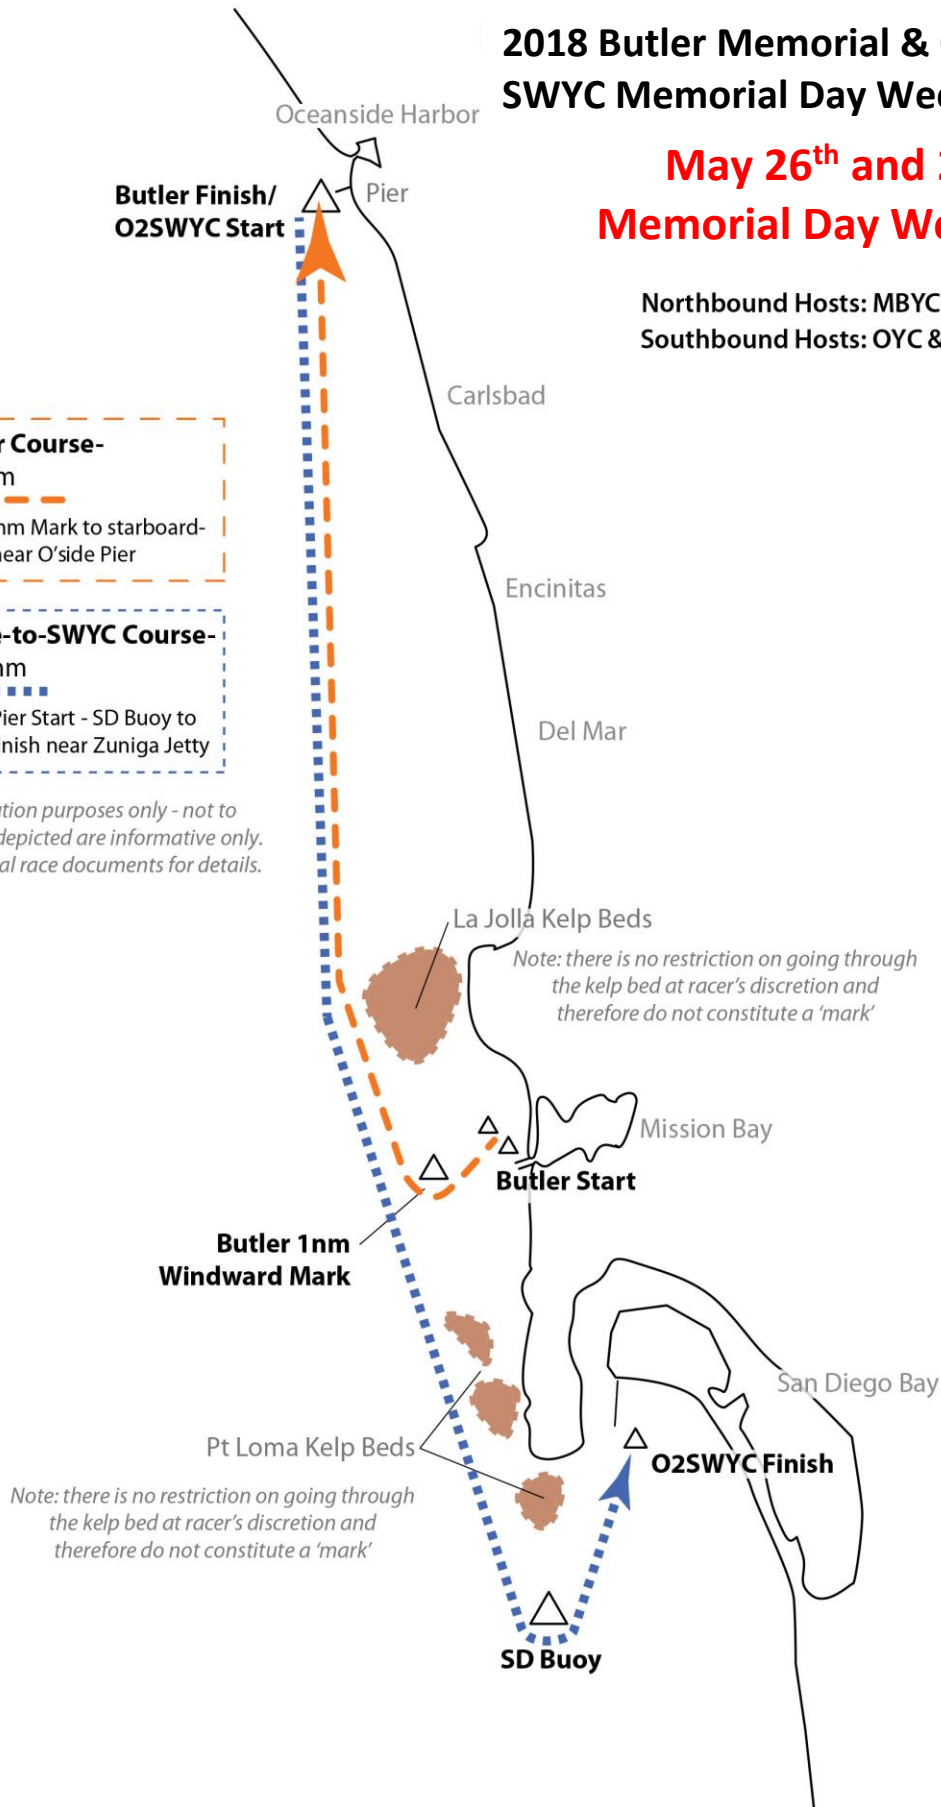 2018 Butler Memorial &
SWYC Memorial Day
May 26th and
Memorial Day
Northbound Hosts: MBYC
Southbound Hosts: OYC &
Oceanside Harbor
Butler Finish/
O2SWYC Start
Pier
Carlsbad
Course-
nm Mark to starboard-
near O'side Pier
Encinitas
-to-SWYC Course-
nm
Pier Start - SD Buoy to
near Zuniga Jetty
Del Mar
purposes only - not to
depicted are informative only.
race documents for details.
La Jolla Kelp Beds
Note: there is no restriction on going through
the kelp bed at racer's discretion and
therefore do not constitute a 'mark'
Mission Bay
Butler Start
Butler 1nm
Windward Mark
San Diego Bay
Pt Loma Kelp Beds
O2SWYC Finish
Note: there is no restriction on going through
the kelp bed at racer's discretion and
therefore do not constitute a 'mark'
SD Buoy